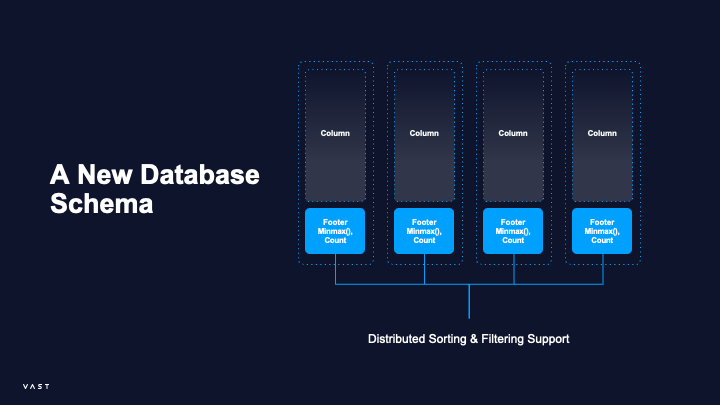 A New Database
Schema
Column
Column
Column
Column
Footer
Minmax(),
Count
Footer
Minmax(),
Count
Footer
Minmax(),
Count
Footer
Minmax(),
Count
Distributed Sorting & Filtering Support
VAST